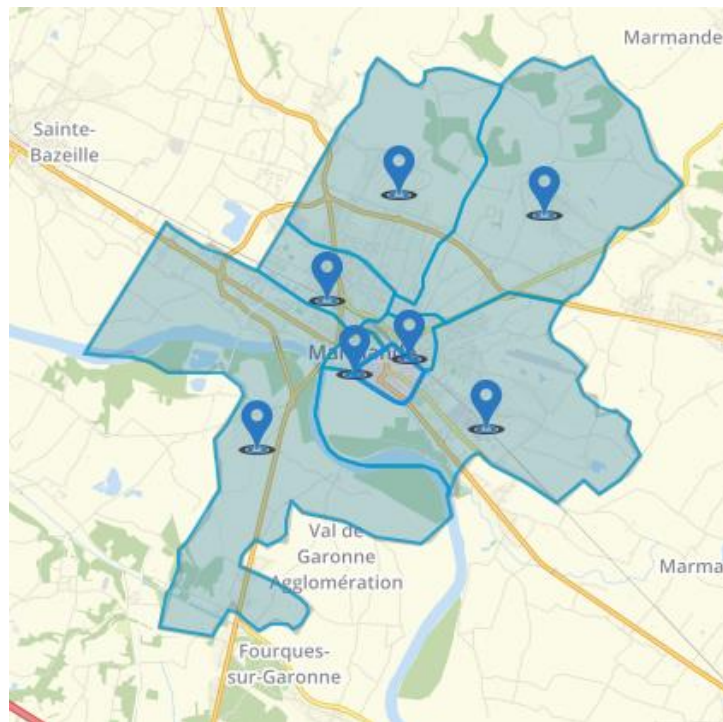 Marmande
Sainte-
Bazeille
Val de
Garonne
Agglomération
Marma
Fourques-
sur-Garonne